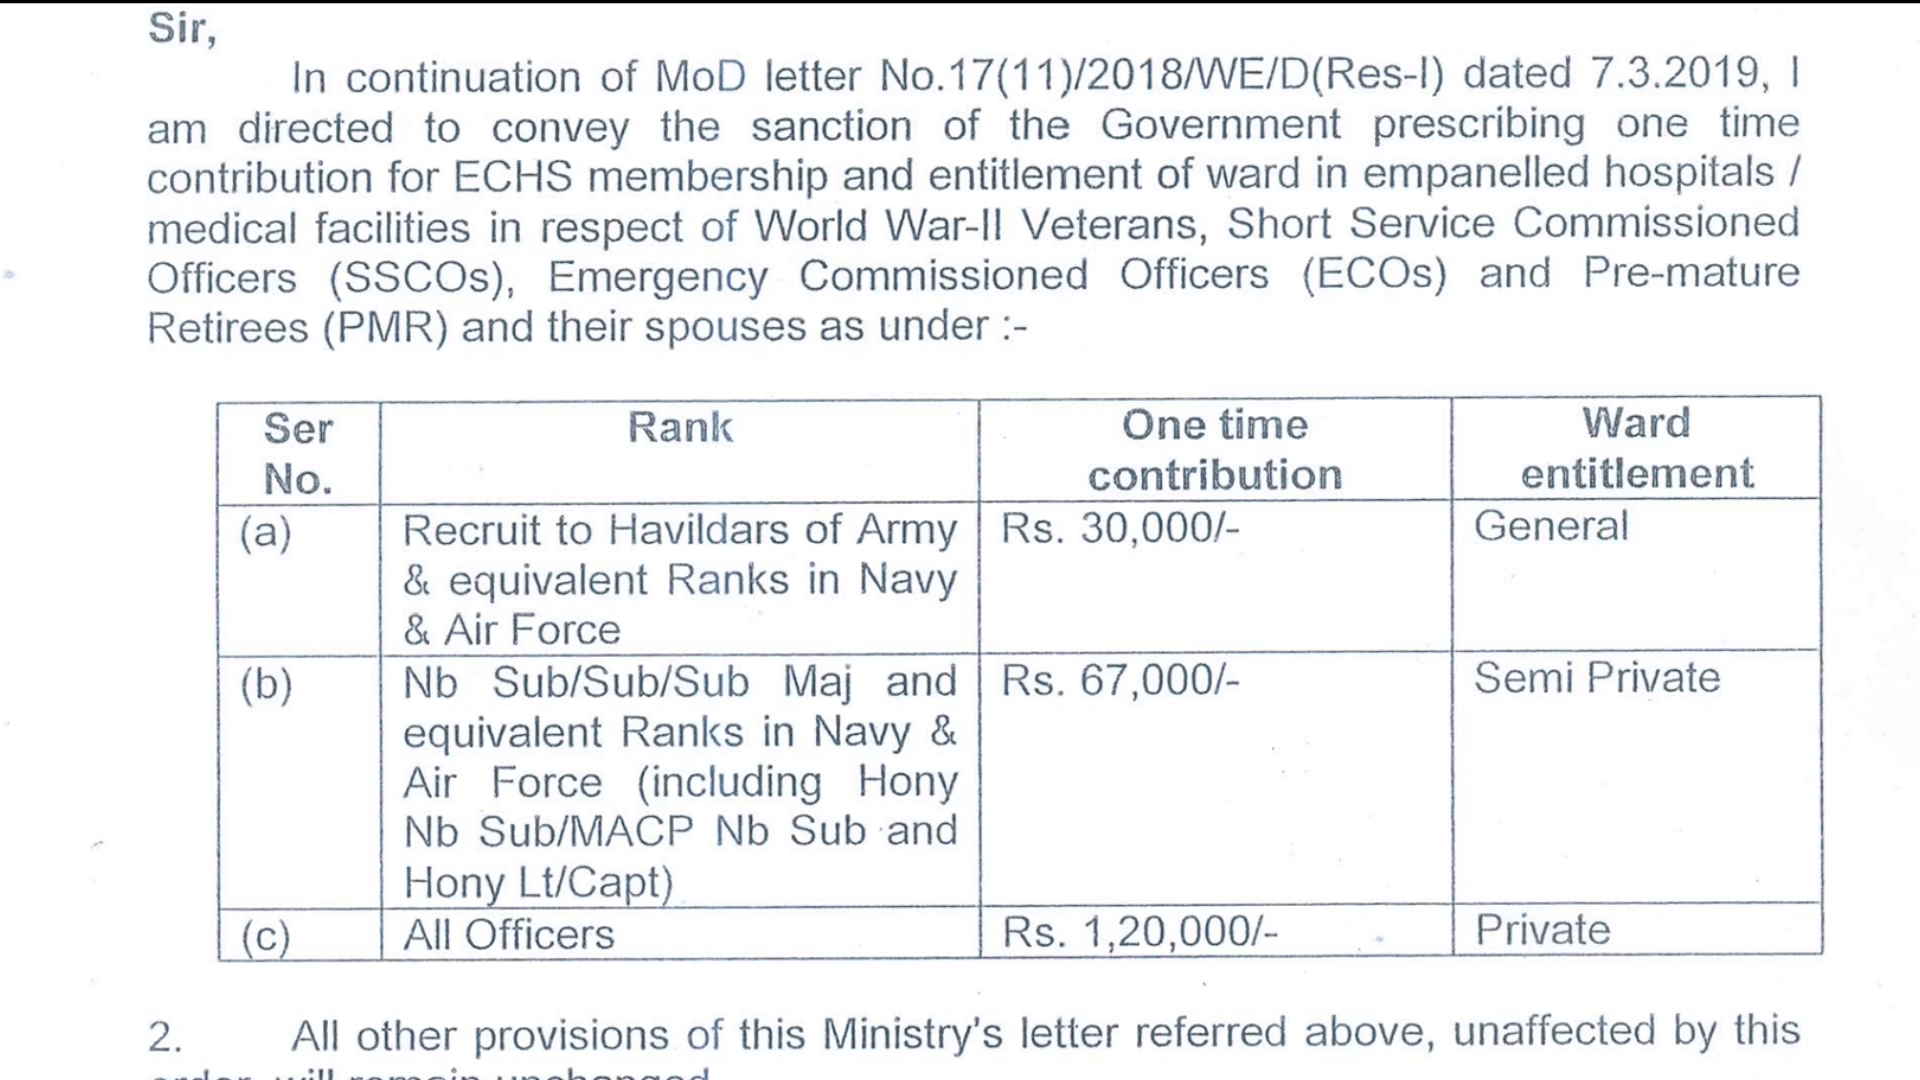 Sir,
In continuation of MoD letter No.17(11)/2018/WE/D(Res-I) dated 7.3.2019, I
am directed to convey the sanction of the Government prescribing one time
contribution for ECHS membership and entitlement of ward in empanelled hospitals /
medical facilities in respect of World War-II Veterans, Short Service Commissioned
Officers (SSCOs), Emergency Commissioned Officers (ECOs) and Pre-mature
Retirees (PMR) and their spouses as under :-
Ser No. Rank One time contribution Ward entitlement
(a) Recruit to Havildars of Army Rs. 30,000/- General
& equivalent Ranks in Navy
& Air Force
(b) Nb Sub/Sub/Sub Maj and Rs. 67,000/- Semi Private
equivalent Ranks in Navy &
Air Force (including Hony
Nb Sub/MACP Nb Sub and
Hony Lt/Capt)
(c) All Officers Rs. 1,20,000/- Private
2. All other provisions of this Ministry's letter referred above, unaffected by this
order, will remain unchanged